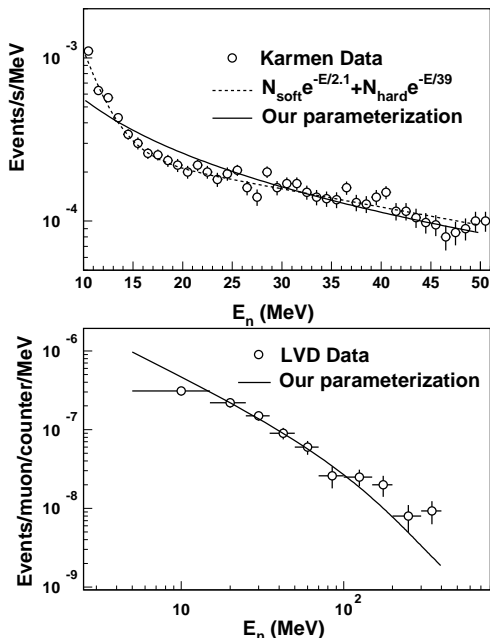 10⁻³
10⁻⁴
Events/s/MeV
Karmen Data
N_soft e^-E/2.1+N_hard e^-E/39
Our parameterization
10 15 20 25 30 35 40 45 50
E_n (MeV)
10⁻⁶
10⁻⁷
10⁻⁸
10⁻⁹
Events/muon/counter/MeV
LVD Data
Our parameterization
10 10²
E_n (MeV)